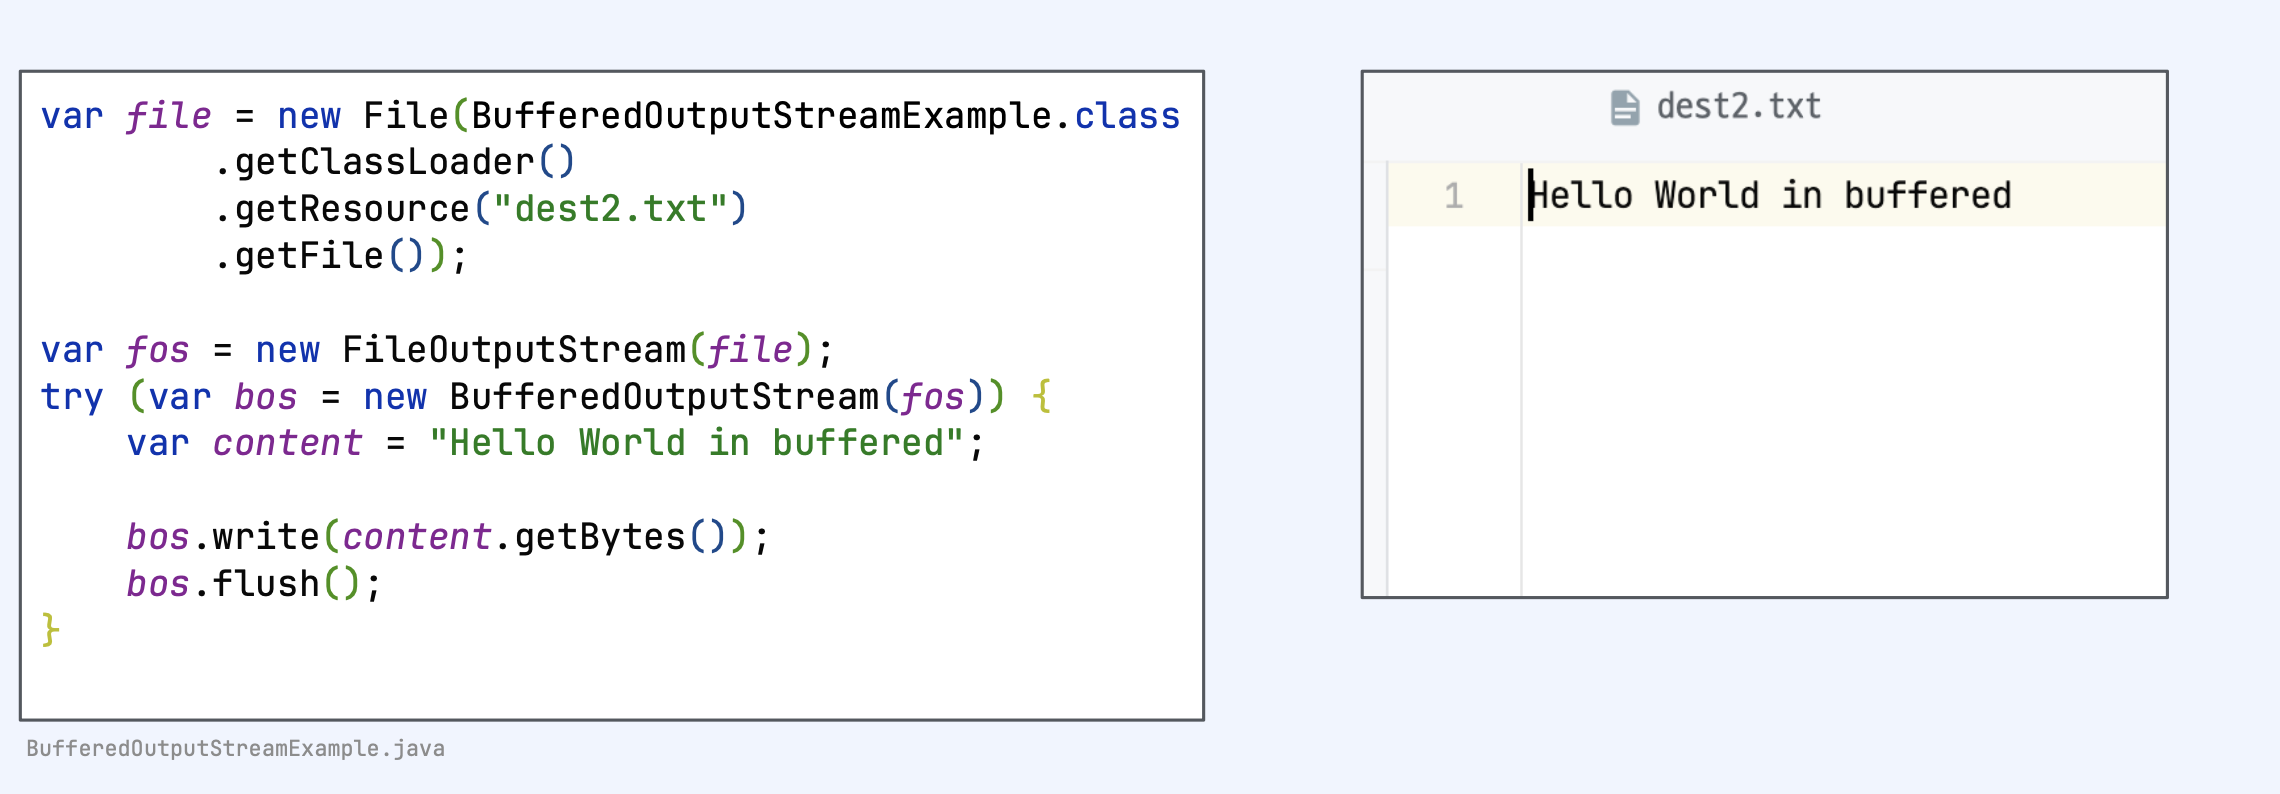 var file = new File(BufferedOutputStreamExample.class
        .getClassLoader()
        .getResource("dest2.txt")
        .getFile());

var fos = new FileOutputStream(file);
try (var bos = new BufferedOutputStream(fos)) {
    var content = "Hello World in buffered";

    bos.write(content.getBytes());
    bos.flush();
}
BufferedOutputStreamExample.java
dest2.txt
1 Hello World in buffered